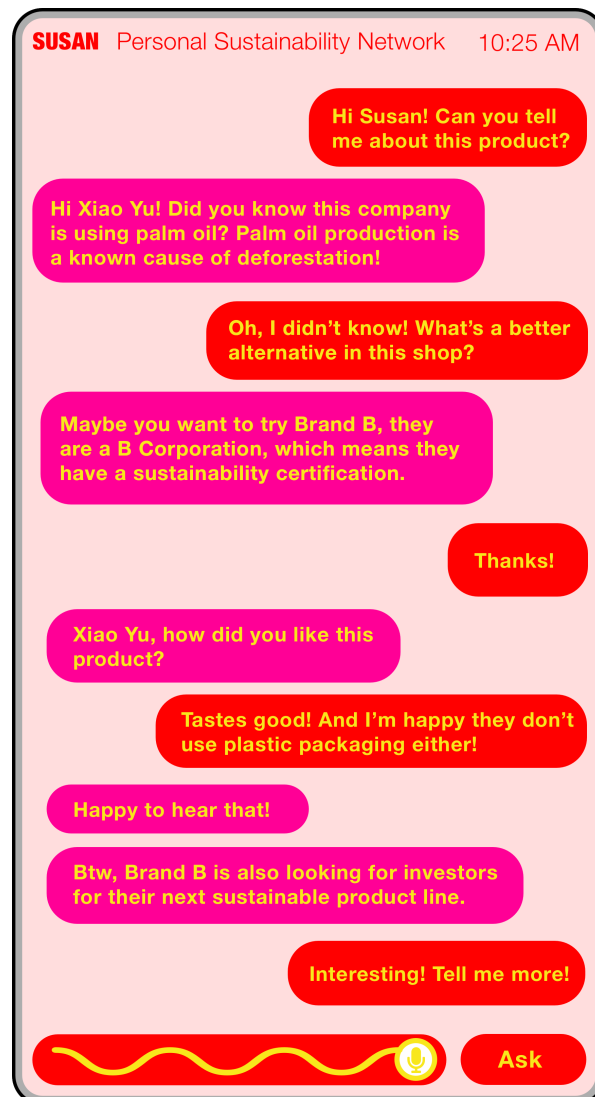 SUSAN Personal Sustainability Network 10:25 AM
Hi Susan! Can you tell
me about this product?
Hi Xiao Yu! Did you know this company
is using palm oil? Palm oil production is
a known cause of deforestation!
Oh, I didn’t know! What’s a better
alternative in this shop?
Maybe you want to try Brand B, they
are a B Corporation, which means they
have a sustainability certification.
Thanks!
Xiao Yu, how did you like this
product?
Tastes good! And I’m happy they don’t
use plastic packaging either!
Happy to hear that!
Btw, Brand B is also looking for investors
for their next sustainable product line.
Interesting! Tell me more!
Ask